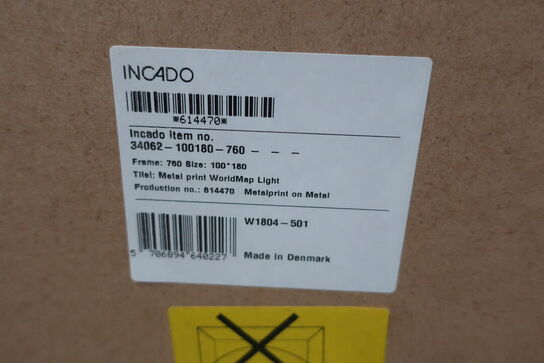 INCADO
*614470*
Incado Item no.
34062-100180-760 - - -
Frame: 760 Size: 100*180
Titel: Metal print WorldMap Light
Production no.: 614470 Metalprint on Metal
W1804-501
5 706894 640227
Made in Denmark